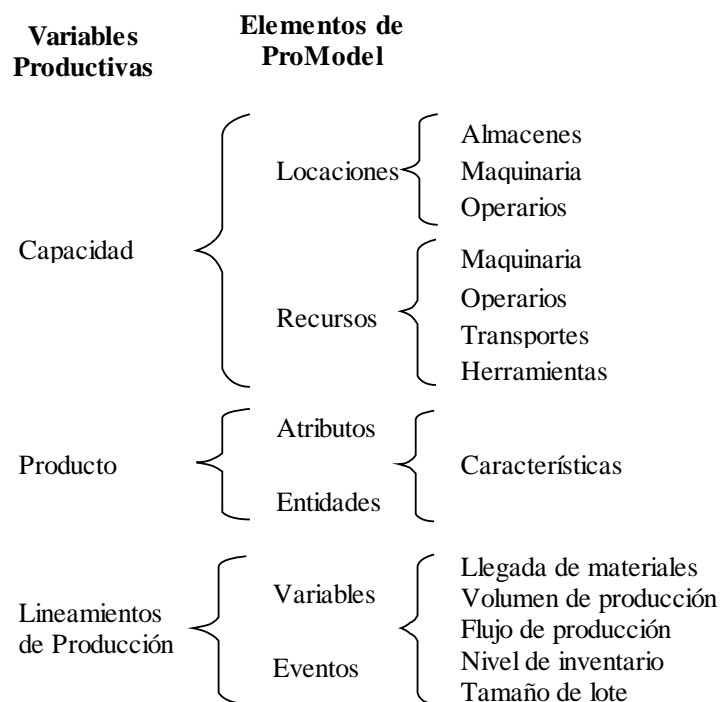 Variables
Productivas
Elementos de
ProModel
Capacidad
Locaciones
Almacenes
Maquinaria
Operarios
Recursos
Maquinaria
Operarios
Transportes
Herramientas
Producto
Atributos
Entidades
Características
Lineamientos
de Producción
Variables
Eventos
Llegada de materiales
Volumen de producción
Flujo de producción
Nivel de inventario
Tamaño de lote